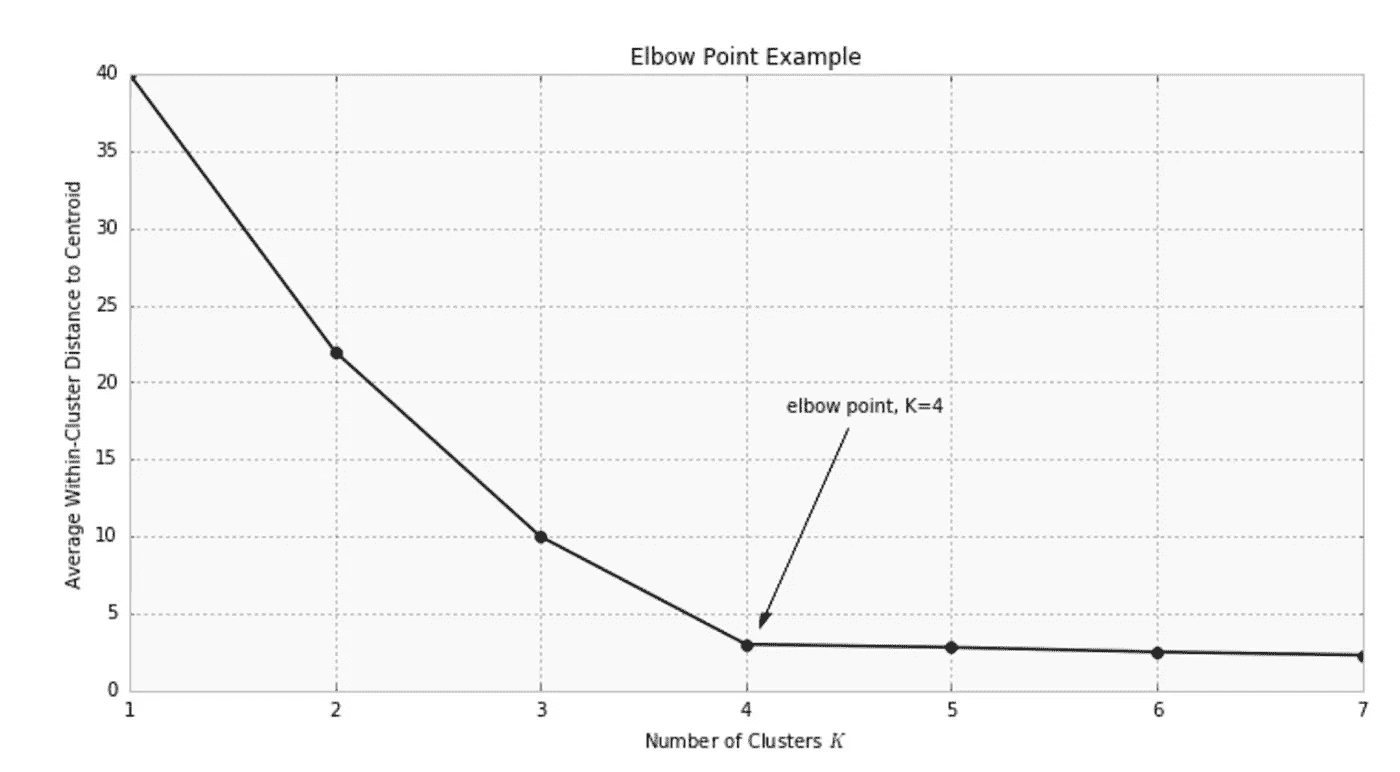 Elbow Point Example
40
35
30
25
20
15
10
5
0
Average Within-Cluster Distance to Centroid
elbow point, K=4
1 2 3 4 5 6 7
Number of Clusters K